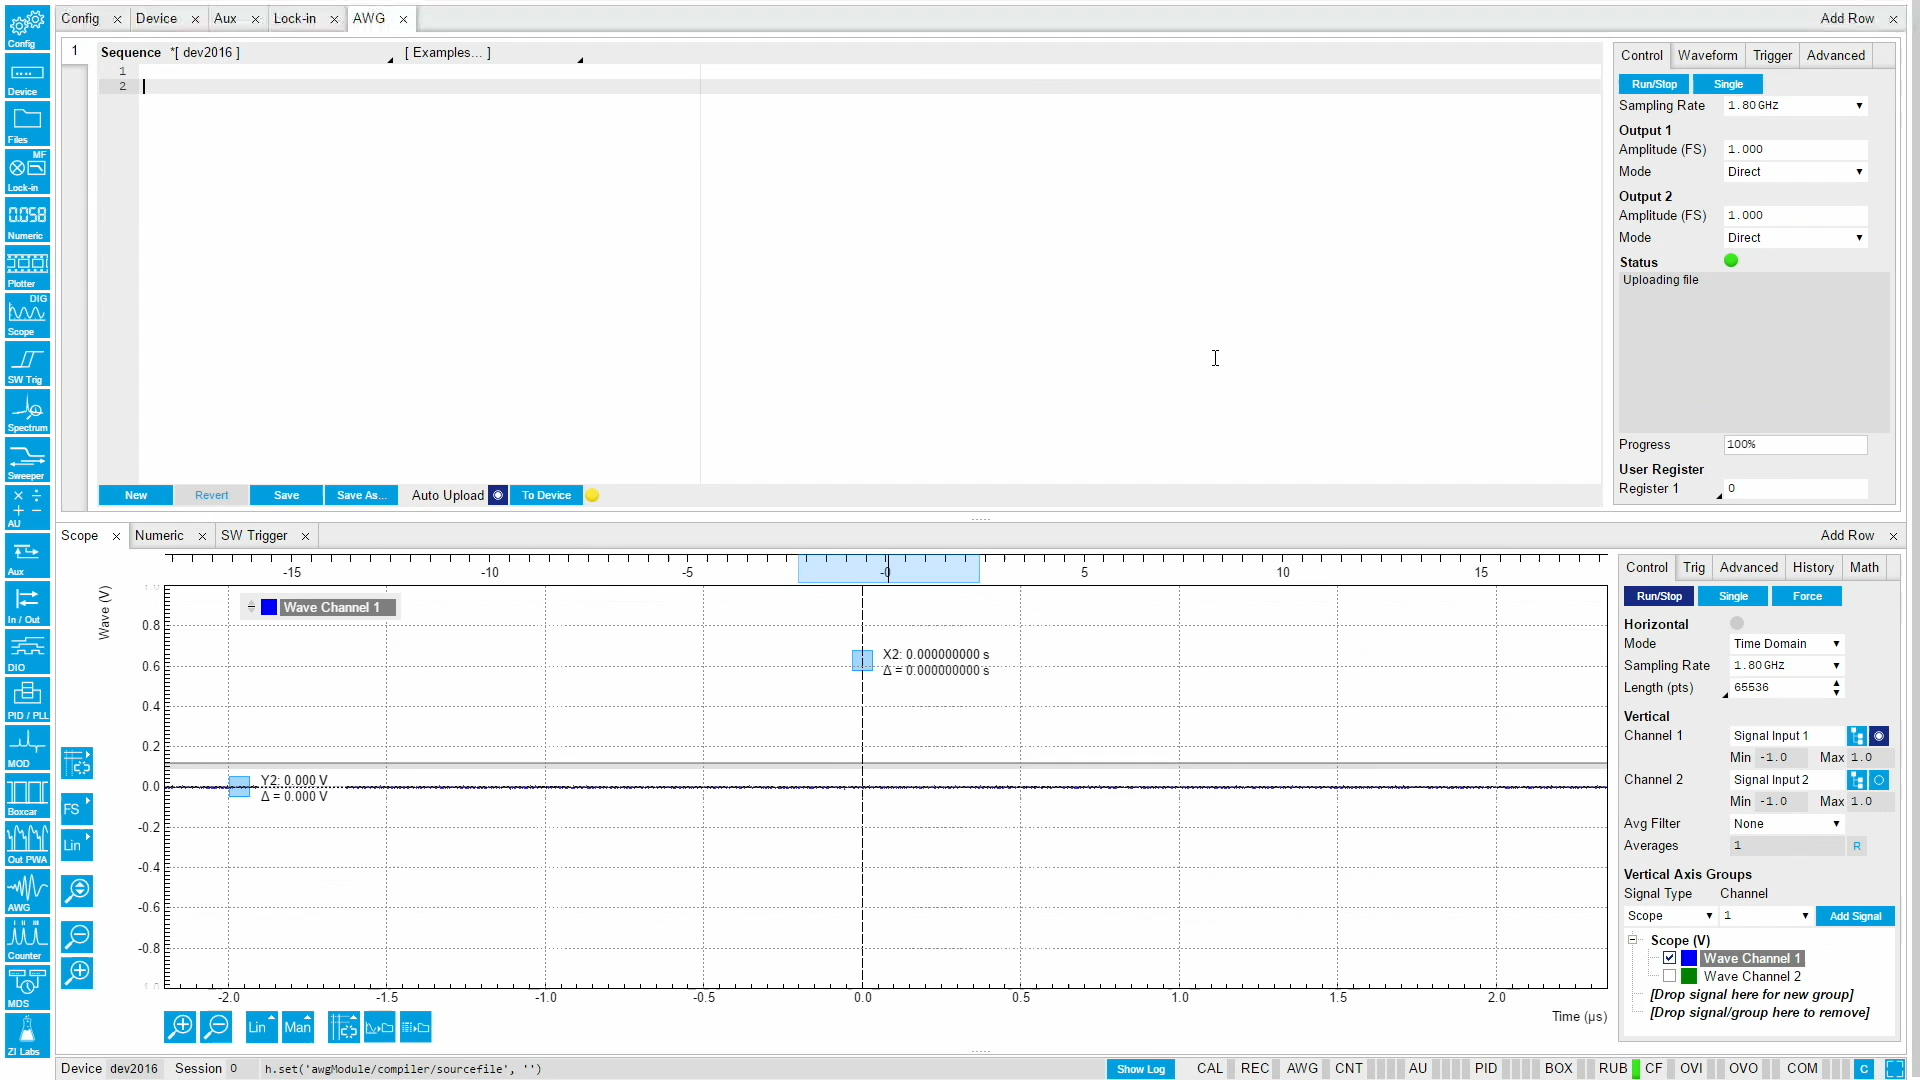 Config × Device × Aux × Lock-in × AWG × Add Row ×
Config
Device
Files
MF
Lock-in
0.058
Numeric
Plotter
DIG
Scope
SW Trig
Spectrum
Sweeper
AU
Aux
In / Out
DIO
PID / PLL
MOD
Boxcar
Out PWA
AWG
Counter
MDS
ZI Labs
1
Sequence *[ dev2016 ] [ Examples... ]
1
2
New Revert Save Save As... Auto Upload To Device
Control Waveform Trigger Advanced
Run/Stop Single
Sampling Rate 1.80 GHz
Output 1
Amplitude (FS) 1.000
Mode Direct
Output 2
Amplitude (FS) 1.000
Mode Direct
Status
Uploading file
Progress 100%
User Register
Register 1 0
Scope × Numeric × SW Trigger × Add Row ×
-15 -10 -5 -0 5 10 15
Wave (V)
Wave Channel 1
0.8
0.6
0.4
0.2
0.0
-0.2
-0.4
-0.6
-0.8
X2: 0.000000000 s
Δ = 0.000000000 s
Y2: 0.000 V
Δ = 0.000 V
FS
Lin
-2.0 -1.5 -1.0 -0.5 0.0 0.5 1.0 1.5 2.0
Time (µs)
Lin Man
Control Trig Advanced History Math
Run/Stop Single Force
Horizontal
Mode Time Domain
Sampling Rate 1.80 GHz
Length (pts) 65536
Vertical
Channel 1 Signal Input 1
Min -1.0 Max 1.0
Channel 2 Signal Input 2
Min -1.0 Max 1.0
Avg Filter None
Averages 1 R
Vertical Axis Groups
Signal Type Channel
Scope 1 Add Signal
Scope (V)
Wave Channel 1
Wave Channel 2
[Drop signal here for new group]
[Drop signal/group here to remove]
Device dev2016 Session 0 h.set('awgModule/compiler/sourcefile', '') Show Log CAL REC AWG CNT AU PID BOX RUB CF OVI OVO COM C